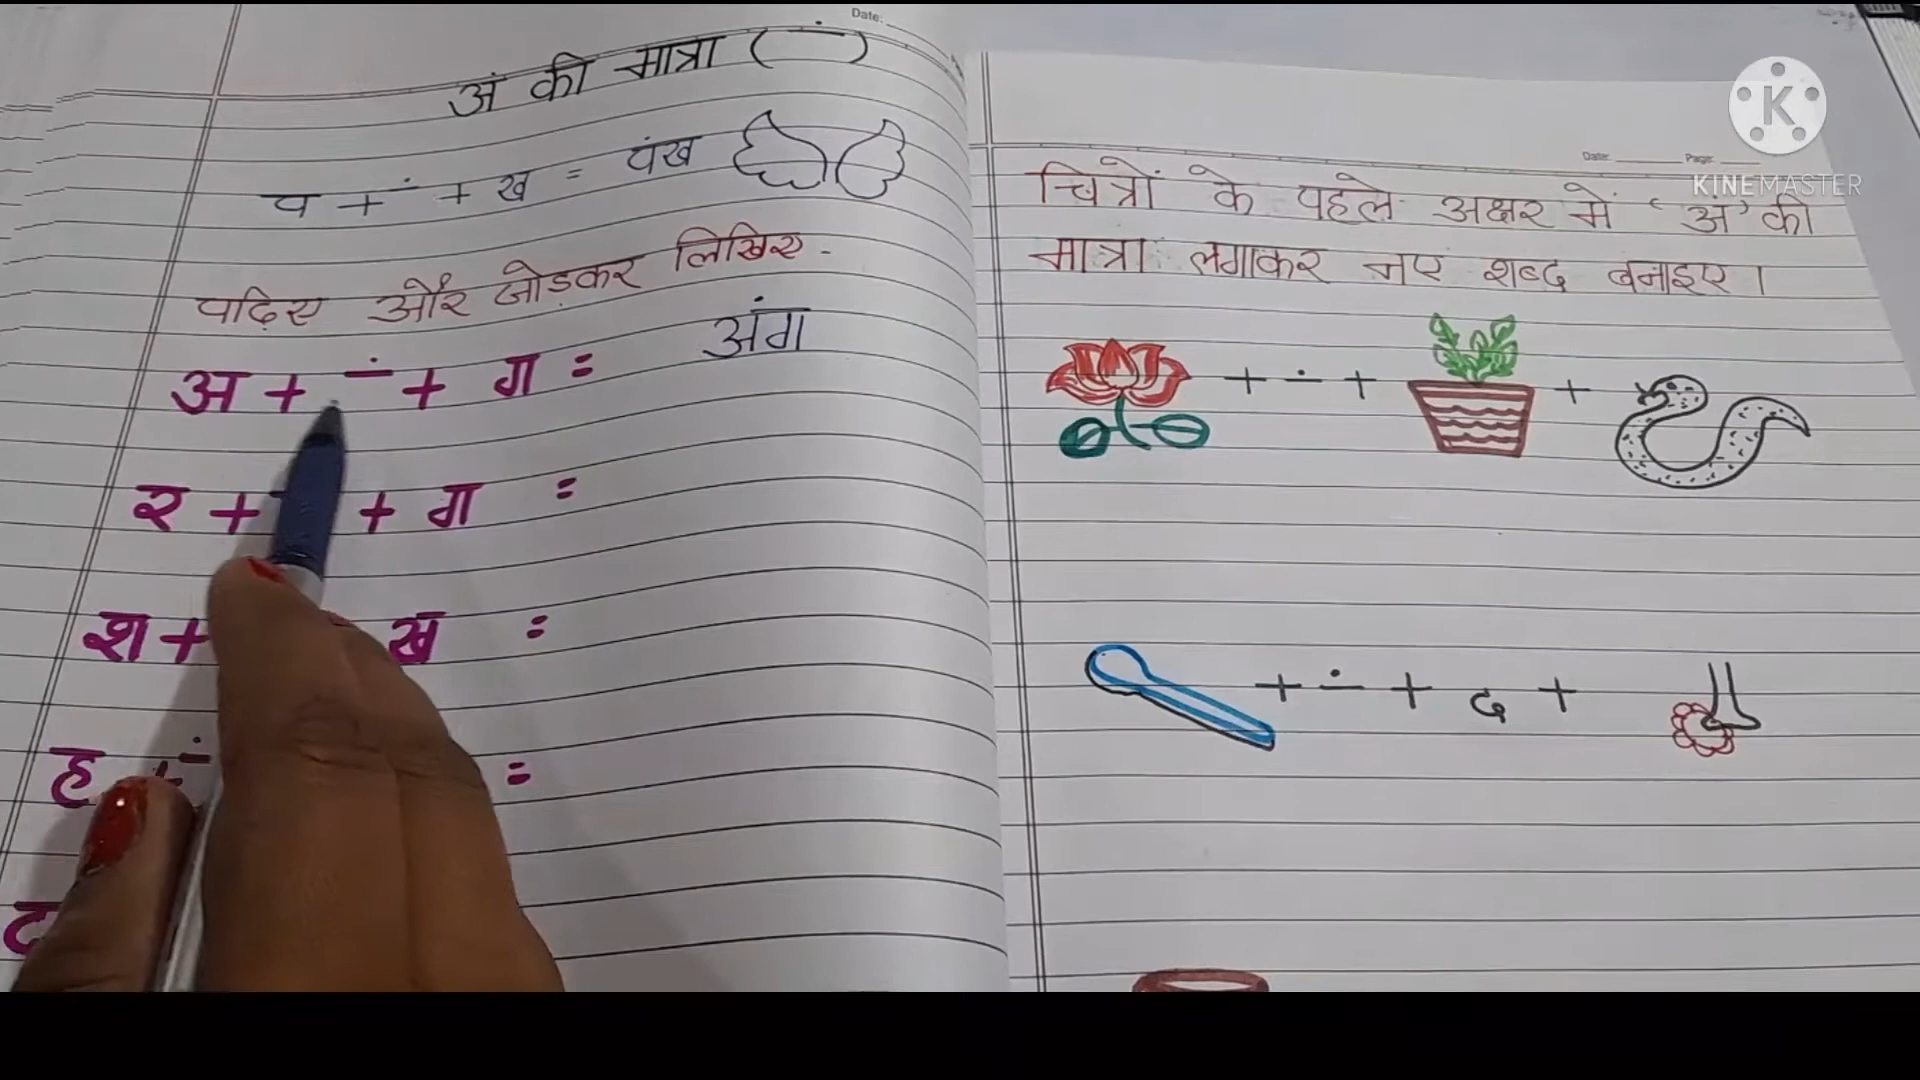 Date:
अं की मात्रा ( ं )
प + ं + ख = पंख
पढ़िए और जोड़कर लिखिए -
अ + ं + ग = अंग
र + + ग =
श + ख =
ह + ं =
द
Date: Page:
चित्रों के पहले अक्षर में 'अं' की
मात्रा लगाकर नए शब्द बनाइए।
+ ं + +
+ ं + द +
K
KINEMASTER